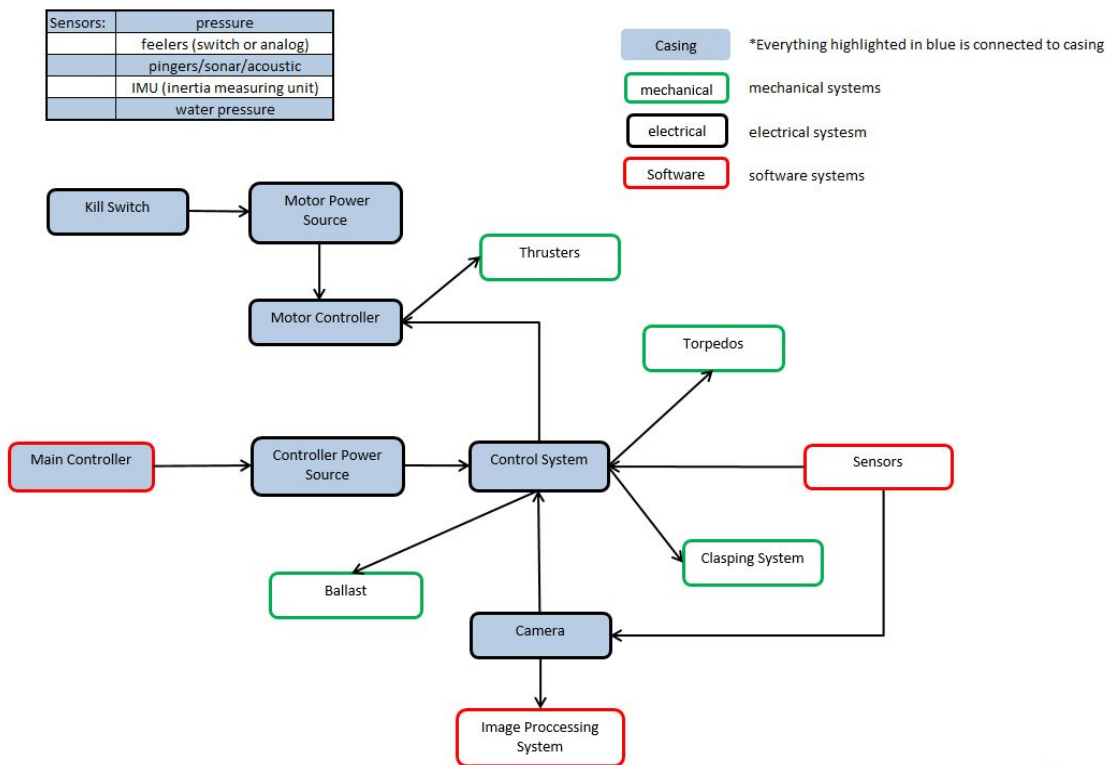 Sensors: pressure
feelers (switch or analog)
pingers/sonar/acoustic
IMU (inertia measuring unit)
water pressure
Casing *Everything highlighted in blue is connected to casing
mechanical mechanical systems
electrical electrical systesm
Software software systems
Kill Switch
Motor Power
Source
Thrusters
Motor Controller
Torpedos
Main Controller
Controller Power
Source
Control System
Sensors
Clasping System
Ballast
Camera
Image Proccessing
System